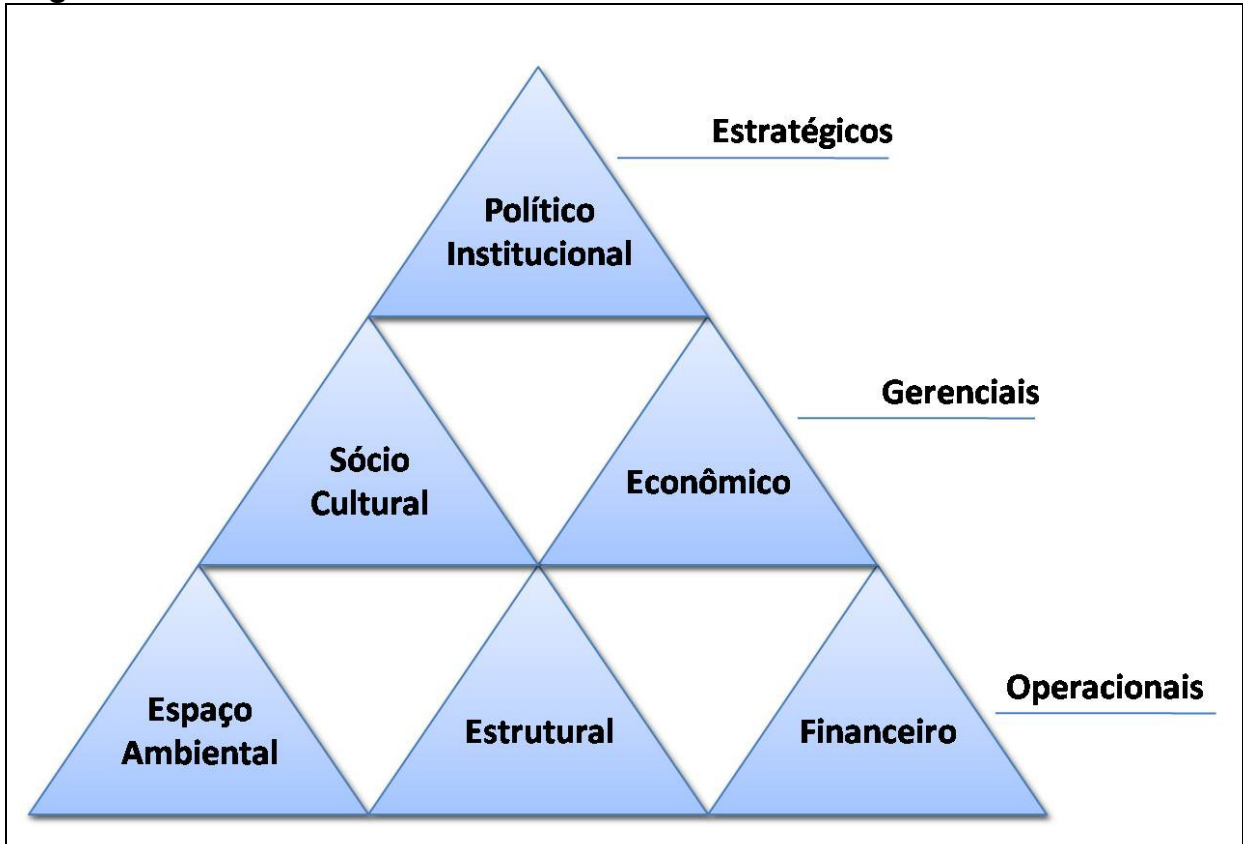 Estratégicos
Político
Institucional
Gerenciais
Sócio
Cultural
Econômico
Operacionais
Espaço
Ambiental
Estrutural
Financeiro